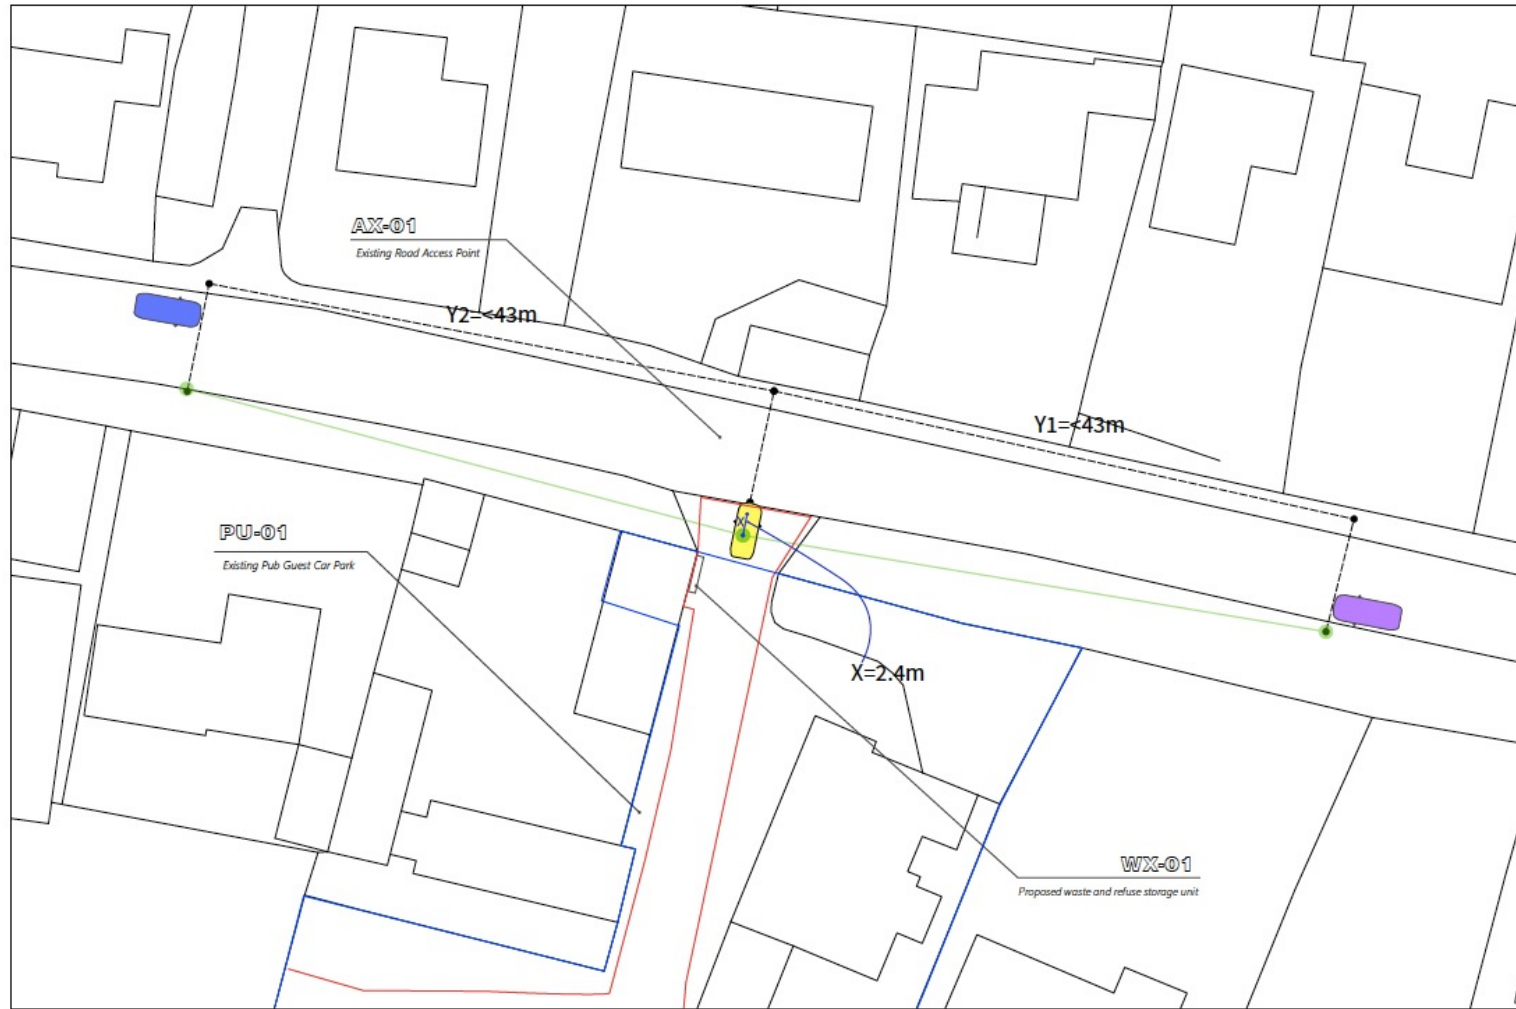 AX-01
Existing Road Access Point
Y2=<43m
Y1=<43m
PU-01
Existing Pub Guest Car Park
X
X=2.4m
WX-01
Proposed waste and refuse storage unit